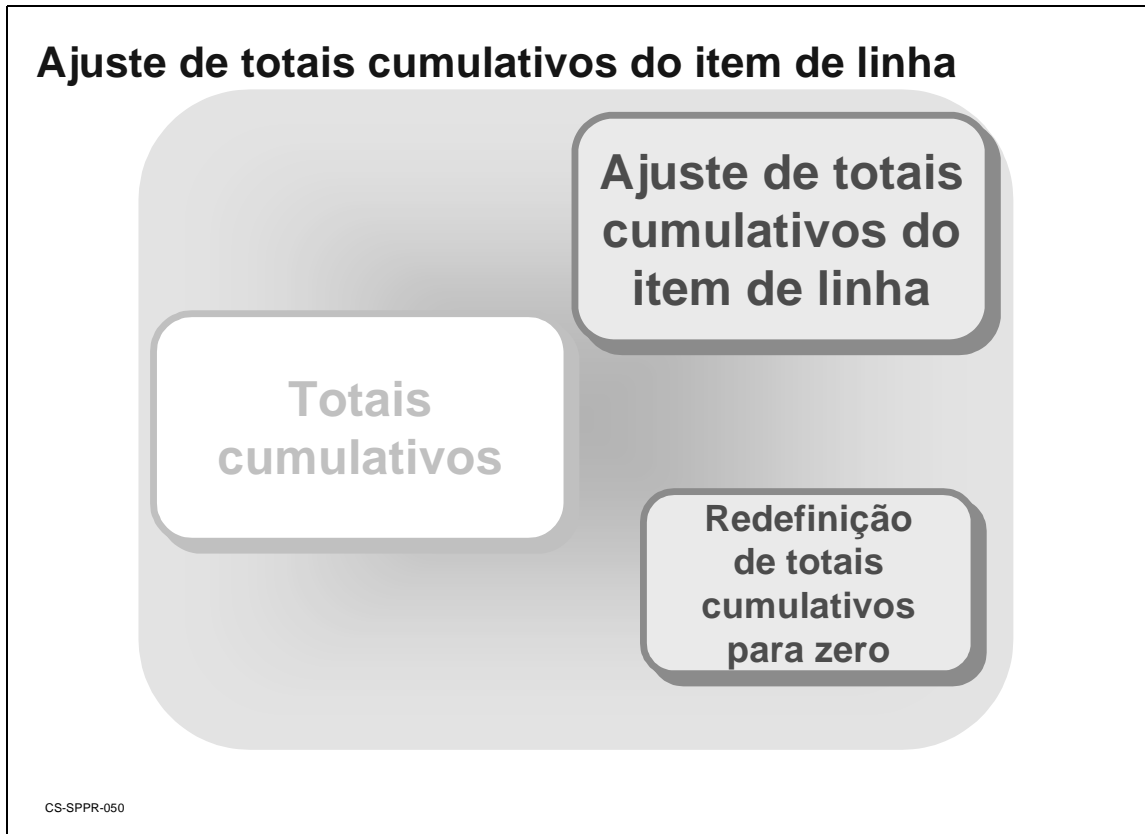 Ajuste de totais cumulativos do item de linha
Ajuste de totais
cumulativos do
item de linha
Totais
cumulativos
Redefinição
de totais
cumulativos
para zero
CS-SPPR-050